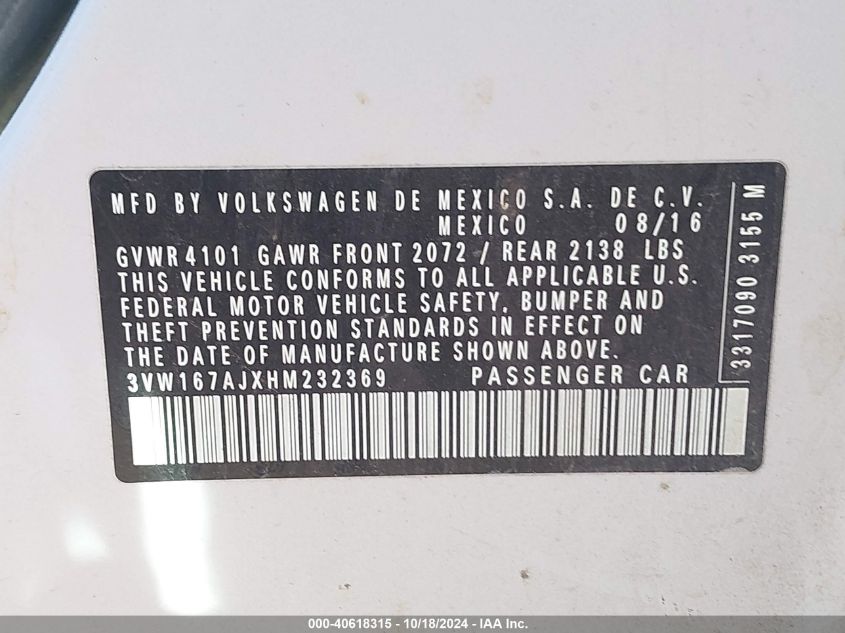 MFD BY VOLKSWAGEN DE MEXICO S.A. DE C.V.
MEXICO 08/16
GVWR 4101 GAWR FRONT 2072 / REAR 2138 LBS
THIS VEHICLE CONFORMS TO ALL APPLICABLE U.S.
FEDERAL MOTOR VEHICLE SAFETY, BUMPER AND
THEFT PREVENTION STANDARDS IN EFFECT ON
THE DATE OF MANUFACTURE SHOWN ABOVE.
3VW167AJXHM232369 PASSENGER CAR
3317090 3155 M
000-40618315 - 10/18/2024 - IAA Inc.